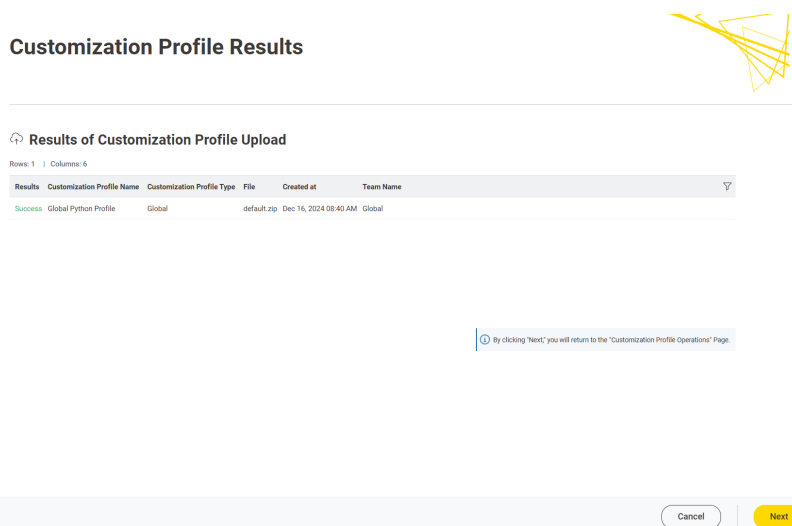 Customization Profile Results
Results of Customization Profile Upload
Rows: 1 | Columns: 6
Results Customization Profile Name Customization Profile Type File Created at Team Name
Success Global Python Profile Global default.zip Dec 16, 2024 08:40 AM Global
By clicking "Next," you will return to the "Customization Profile Operations" Page.
Cancel Next